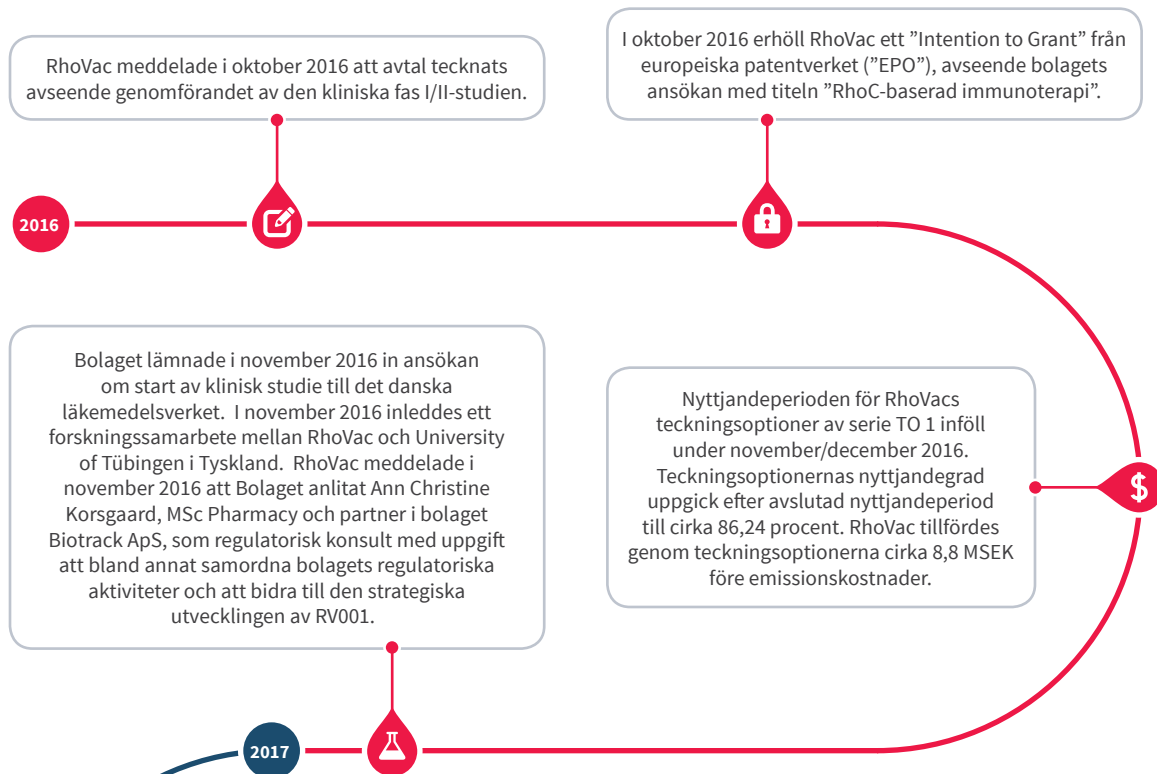 RhoVac meddelade i oktober 2016 att avtal tecknats
avseende genomförandet av den kliniska fas I/II-studien.
I oktober 2016 erhöll RhoVac ett ”Intention to Grant” från
europeiska patentverket (”EPO”), avseende bolagets
ansökan med titeln ”RhoC-baserad immunoterapi”.
2016
$
Nyttjandeperioden för RhoVacs
teckningsoptioner av serie TO 1 inföll
under november/december 2016.
Teckningsoptionernas nyttjandegrad
uppgick efter avslutad nyttjandeperiod
till cirka 86,24 procent. RhoVac tillfördes
genom teckningsoptionerna cirka 8,8 MSEK
före emissionskostnader.
Bolaget lämnade i november 2016 in ansökan
om start av klinisk studie till det danska
läkemedelsverket. I november 2016 inleddes ett
forskningssamarbete mellan RhoVac och University
of Tübingen i Tyskland. RhoVac meddelade i
november 2016 att Bolaget anlitat Ann Christine
Korsgaard, MSc Pharmacy och partner i bolaget
Biotrack ApS, som regulatorisk konsult med uppgift
att bland annat samordna bolagets regulatoriska
aktiviteter och att bidra till den strategiska
utvecklingen av RV001.
2017